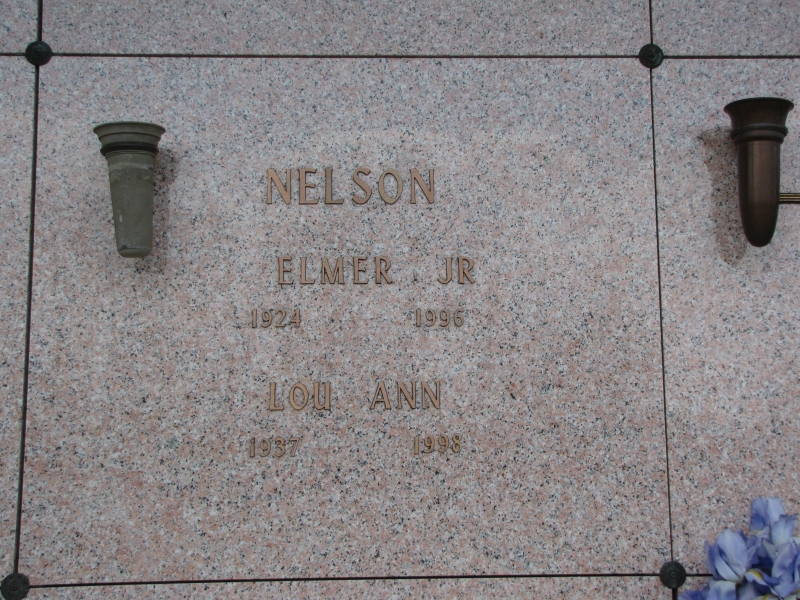 NELSON
ELMER JR
1924 1996
LOU ANN
1937 1998